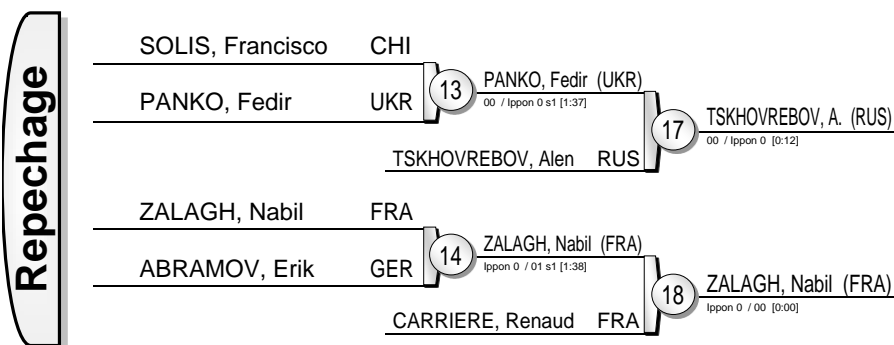 Repechage
SOLIS, Francisco CHI
PANKO, Fedir UKR
13
PANKO, Fedir (UKR)
00 / Ippon 0 s1 [1:37]
TSKHOVREBOV, Alen RUS
17
TSKHOVREBOV, A. (RUS)
00 / Ippon 0 [0:12]
ZALAGH, Nabil FRA
ABRAMOV, Erik GER
14
ZALAGH, Nabil (FRA)
Ippon 0 / 01 s1 [1:38]
CARRIERE, Renaud FRA
18
ZALAGH, Nabil (FRA)
Ippon 0 / 00 [0:00]